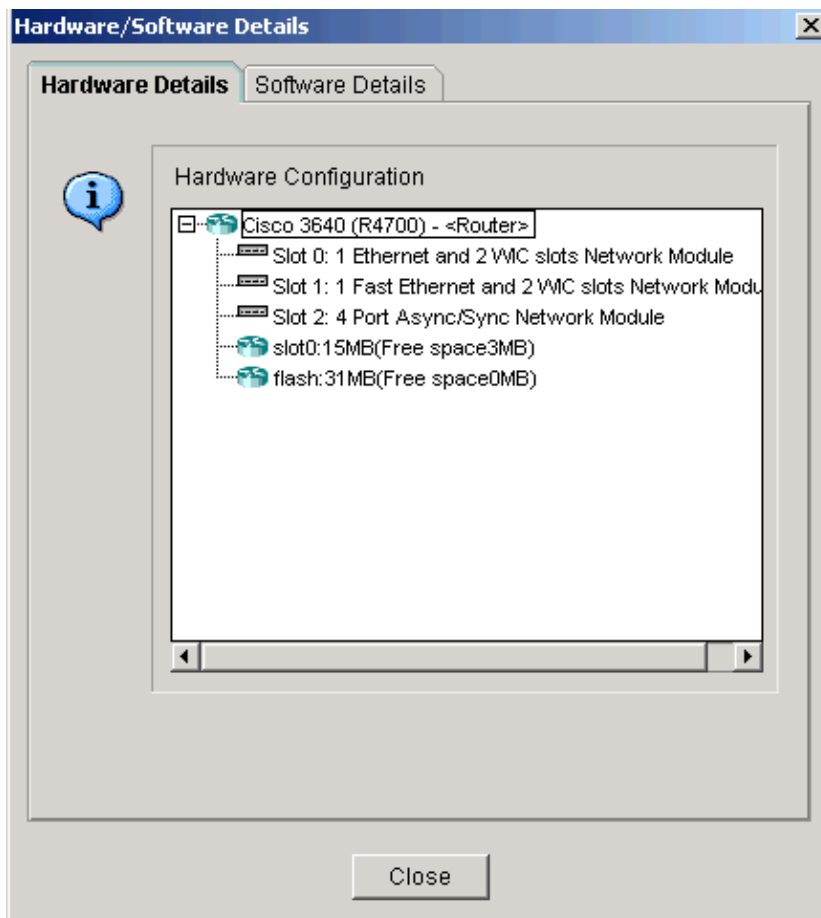 Hardware/Software Details
Hardware Details
Software Details
Hardware Configuration
Cisco 3640 (R4700) - <Router>
Slot 0: 1 Ethernet and 2 WIC slots Network Module
Slot 1: 1 Fast Ethernet and 2 WIC slots Network Modu
Slot 2: 4 Port Async/Sync Network Module
slot0:15MB(Free space3MB)
flash:31MB(Free space0MB)
Close